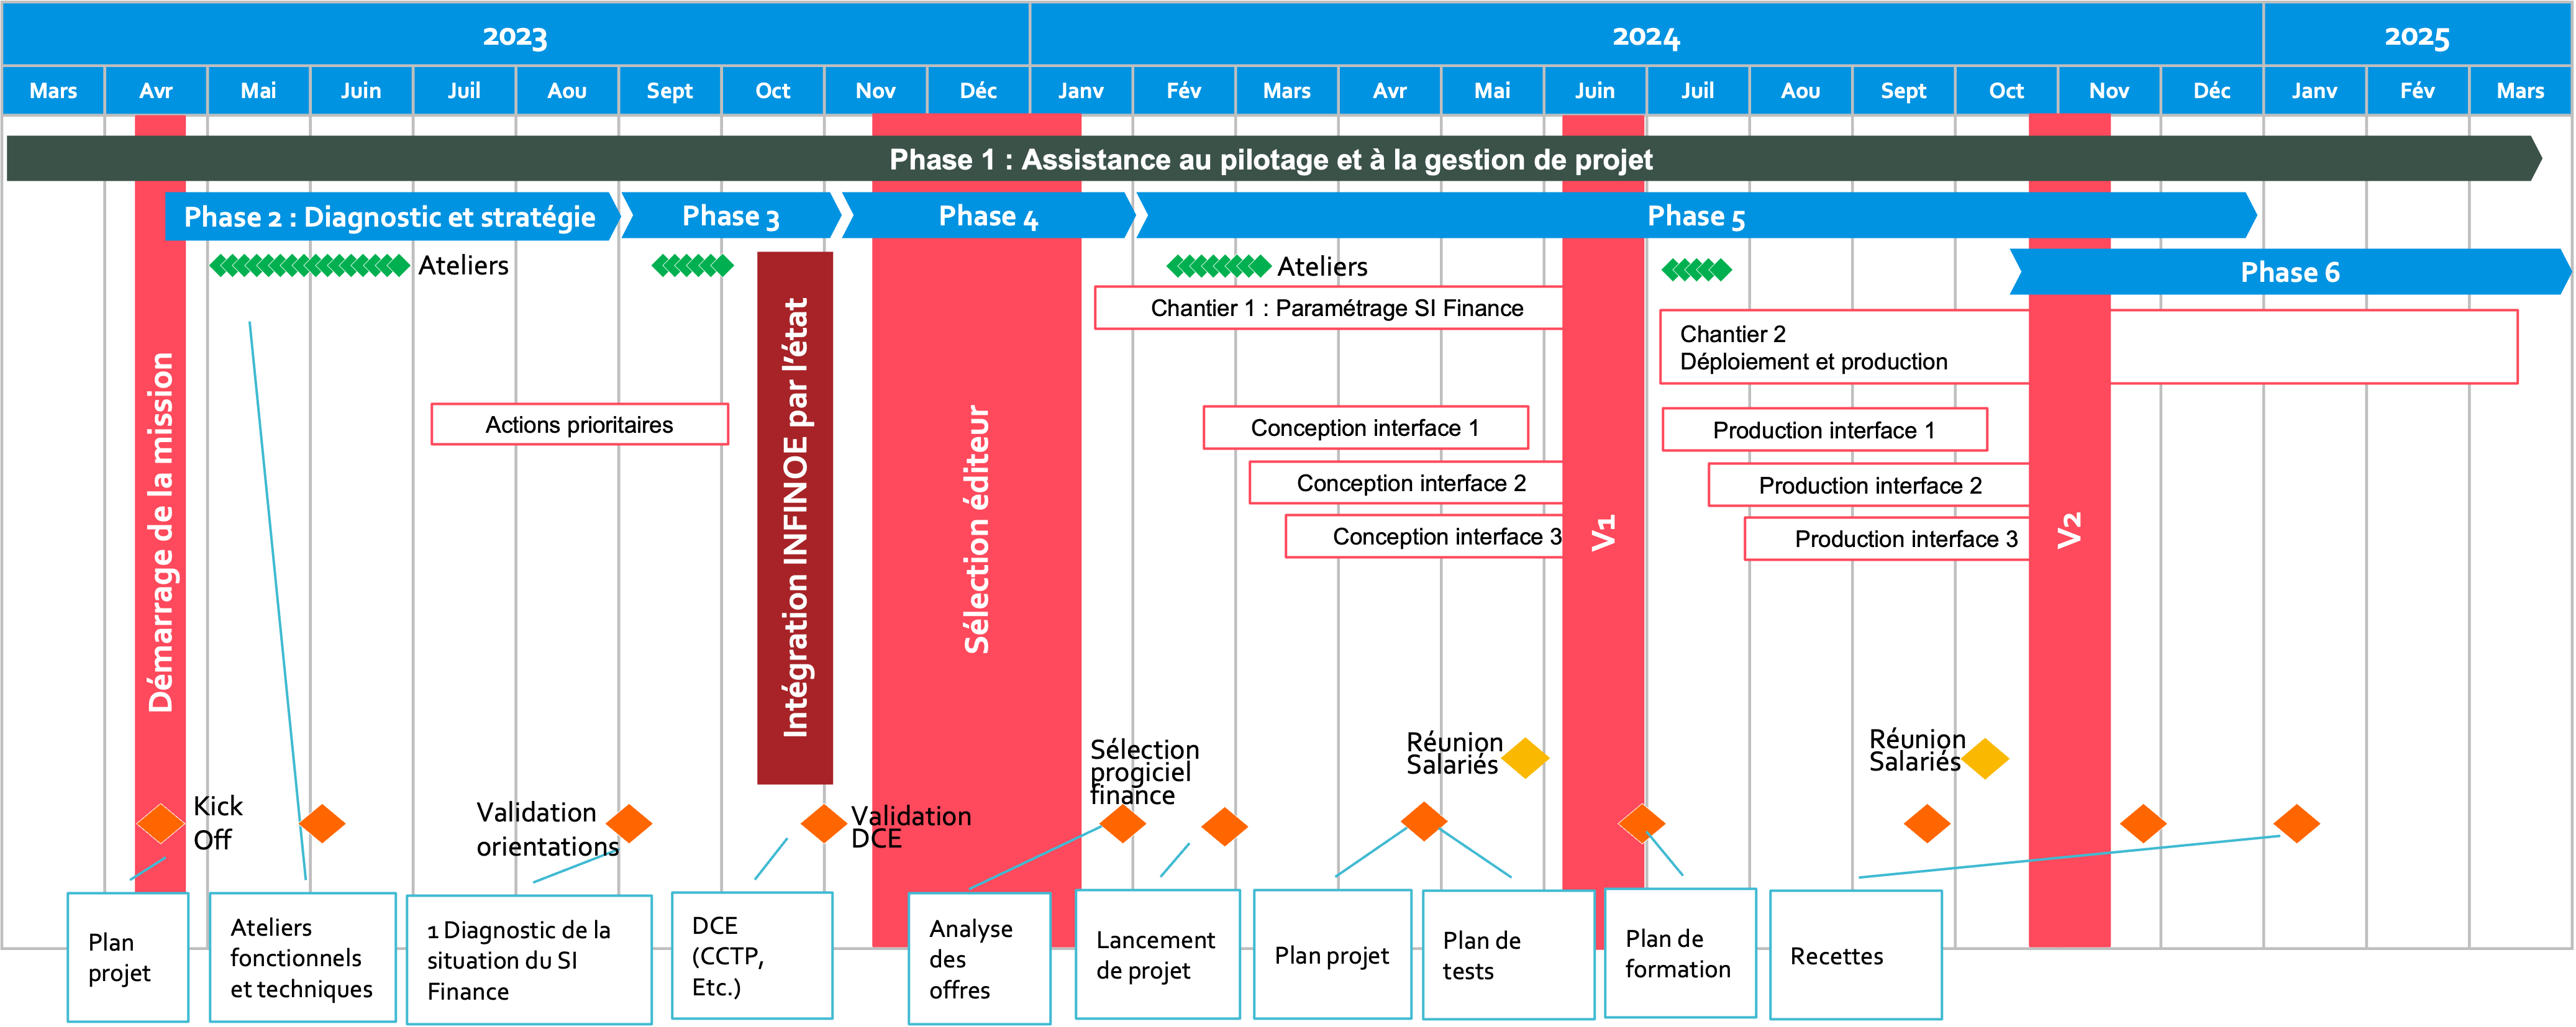 2023
2024
2025
Mars
Avr
Mai
Juin
Juil
Aou
Sept
Oct
Nov
Déc
Janv
Fév
Mars
Avr
Mai
Juin
Juil
Aou
Sept
Oct
Nov
Déc
Janv
Fév
Mars
Phase 1 : Assistance au pilotage et à la gestion de projet
Phase 2 : Diagnostic et stratégie
Phase 3
Phase 4
Phase 5
Phase 6
Ateliers
Ateliers
Chantier 1 : Paramétrage SI Finance
Chantier 2
Déploiement et production
Actions prioritaires
Conception interface 1
Conception interface 2
Conception interface 3
Production interface 1
Production interface 2
Production interface 3
Démarrage de la mission
Intégration INFINOE par l'état
Sélection éditeur
V1
V2
Kick
Off
Validation
orientations
Validation
DCE
Sélection
progiciel
finance
Réunion
Salariés
Réunion
Salariés
Plan
projet
Ateliers
fonctionnels
et techniques
1 Diagnostic de la
situation du SI
Finance
DCE
(CCTP,
Etc.)
Analyse
des
offres
Lancement
de projet
Plan projet
Plan de
tests
Plan de
formation
Recettes